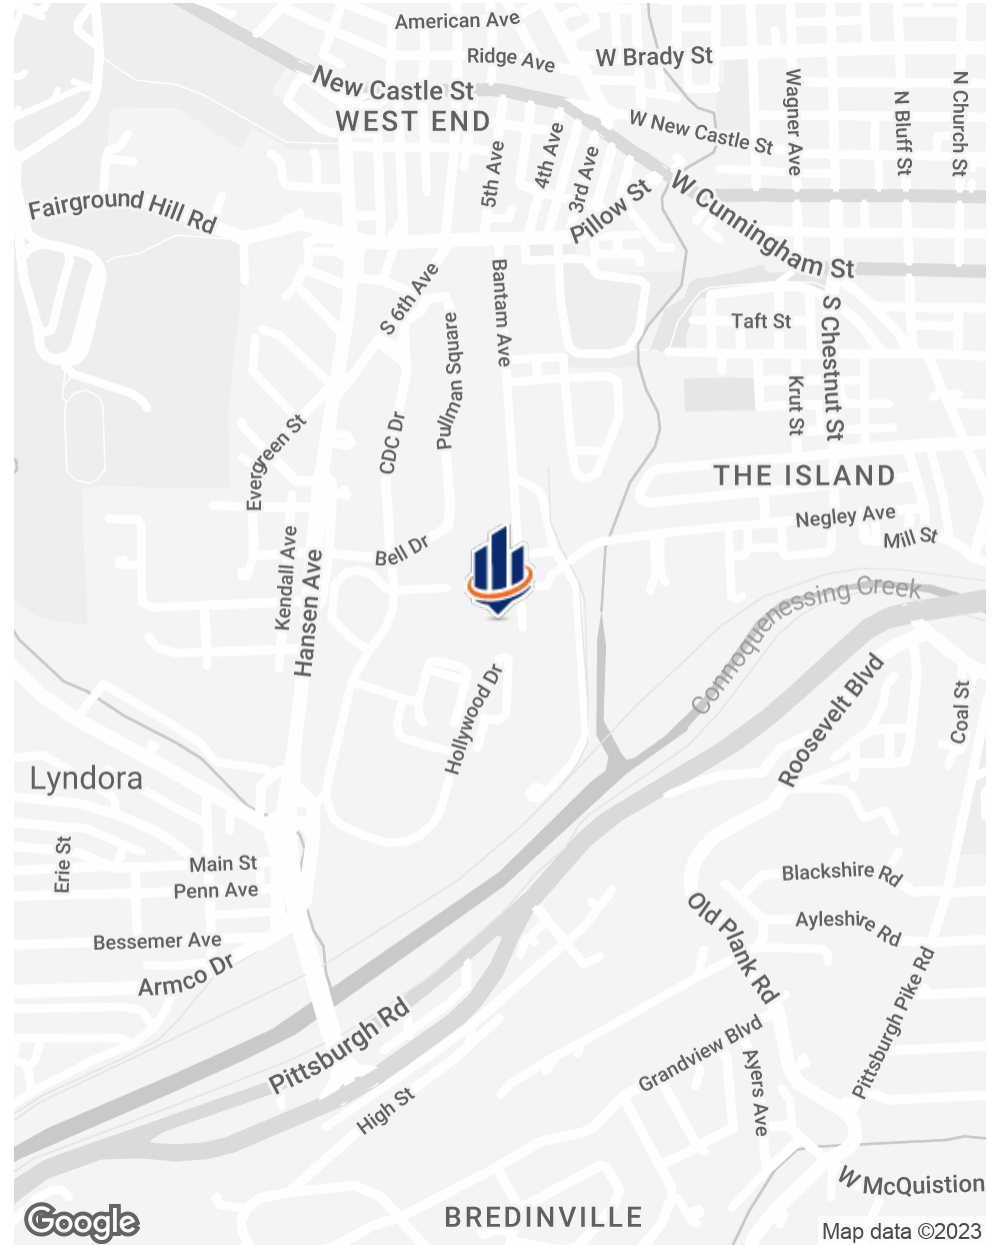 American Ave
Ridge Ave
W Brady St
New Castle St
WEST END
W New Castle St
Wagner Ave
N Bluff St
N Church St
5th Ave
4th Ave
3rd Ave
Pillow St
W Cunningham St
Fairground Hill Rd
S 6th Ave
Bantam Ave
Pullman Square
Taft St
S Chestnut St
Krut St
CDC Dr
Evergreen St
THE ISLAND
Negley Ave
Mill St
Bell Dr
Kendall Ave
Hansen Ave
Connoquenessing Creek
Hollywood Dr
Roosevelt Blvd
Coal St
Lyndora
Erie St
Main St
Penn Ave
Blackshire Rd
Ayleshire Rd
Old Plank Rd
Bessemer Ave
Armco Dr
Pittsburgh Pike Rd
Pittsburgh Rd
Grandview Blvd
Ayers Ave
High St
W McQuistion
BREDINVILLE
Google
Map data ©2023